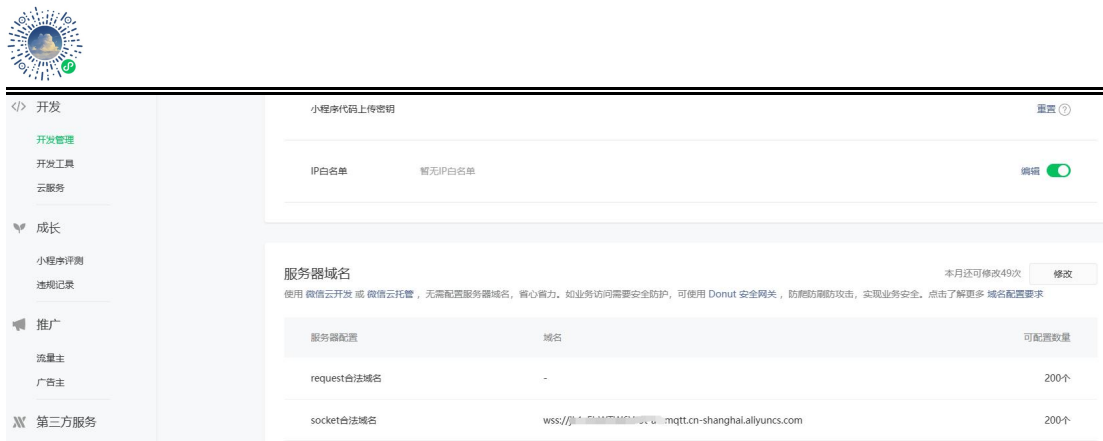 开发
小程序代码上传密钥
重置
开发管理
开发工具
IP白名单
暂无IP白名单
编辑
云服务
成长
小程序评测
违规记录
服务器域名
本月还可修改49次
修改
使用 微信云开发 或 微信云托管 ，无需配置服务器域名，省心省力。如业务访问需要安全防护，可使用 Donut 安全网关 ，防爬防刷防攻击，实现业务安全。点击了解更多 域名配置要求
推广
服务器配置
域名
可配置数量
流量主
广告主
request合法域名
-
200个
第三方服务
socket合法域名
wss://
mqtt.cn-shanghai.aliyuncs.com
200个